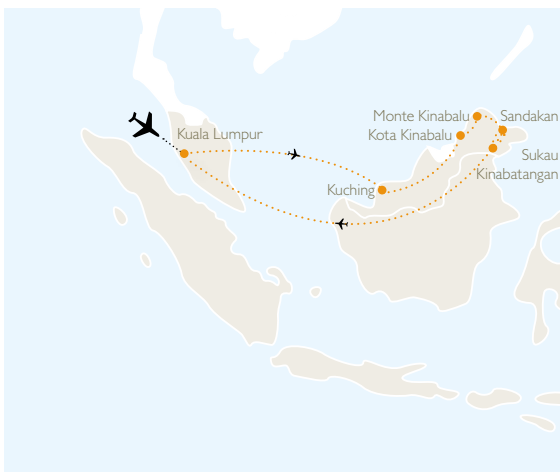 Monte Kinabalu
Sandakan
Kuala Lumpur
Kota Kinabalu
Sukau
Kinabatangan
Kuching